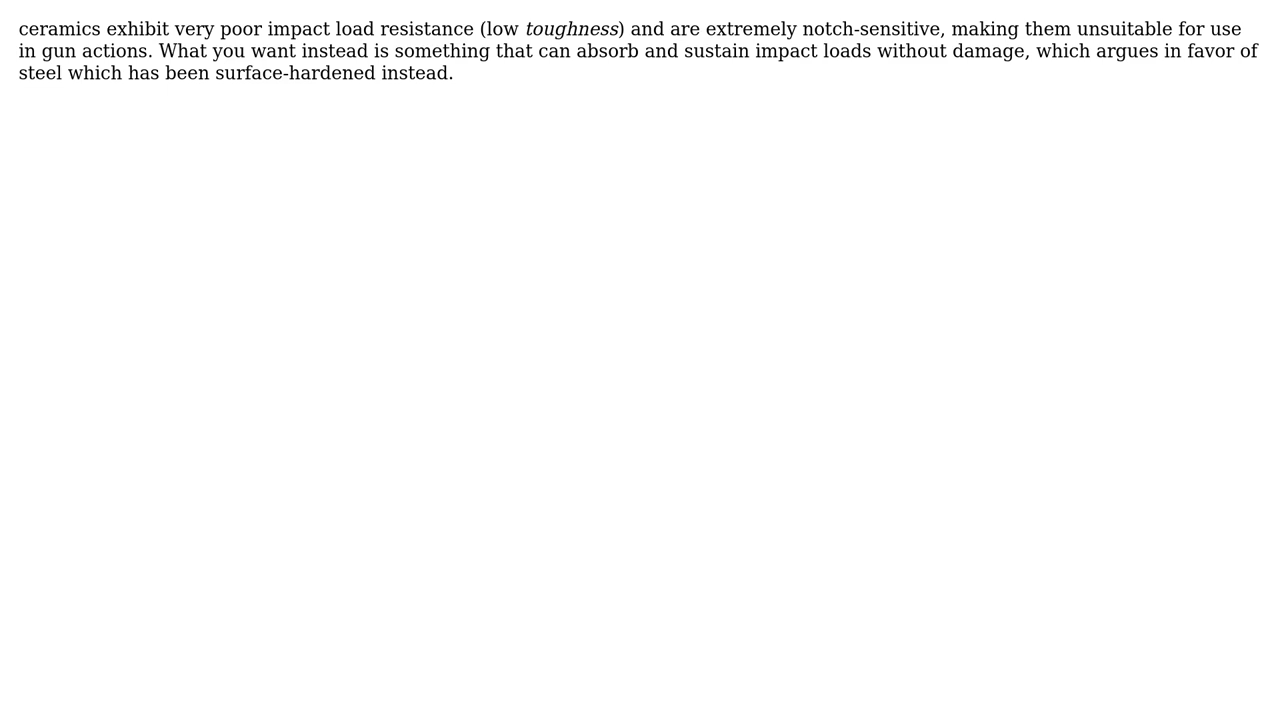 ceramics exhibit very poor impact load resistance (low toughness) and are extremely notch-sensitive, making them unsuitable for use
in gun actions. What you want instead is something that can absorb and sustain impact loads without damage, which argues in favor of
steel which has been surface-hardened instead.